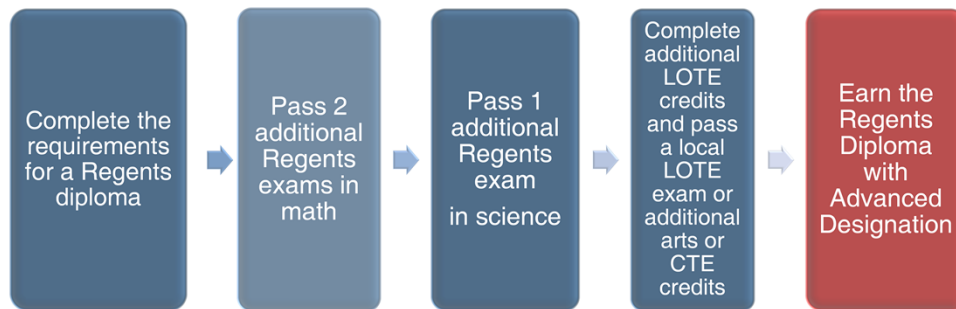 Complete the
requirements
for a Regents
diploma
Pass 2
additional
Regents
exams in
math
Pass 1
additional
Regents
exam
in science
Complete
additional
LOTE
credits
and pass
a local
LOTE
exam or
additional
arts or
CTE
credits
Earn the
Regents
Diploma
with
Advanced
Designation